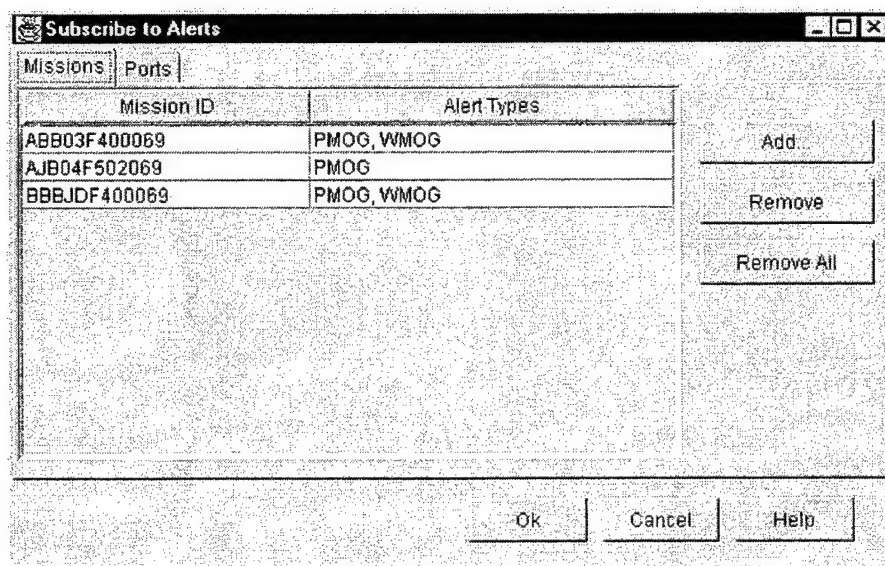 Subscribe to Alerts
Missions Ports
Mission ID Alert Types
ABB03F400069 PMOG, WMOG
AJB04F502069 PMOG
BBBJDF400069 PMOG, WMOG
Add...
Remove
Remove All
Ok Cancel Help